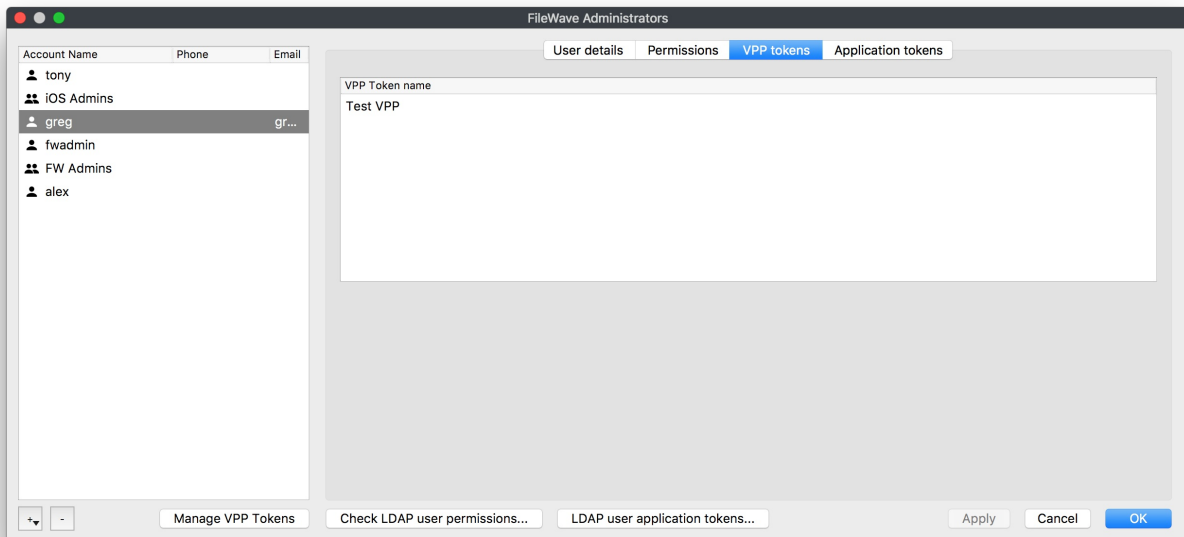 FileWave Administrators
Account Name Phone Email
tony
iOS Admins
greg gr...
fwadmin
FW Admins
alex
User details Permissions VPP tokens Application tokens
VPP Token name
Test VPP
+ - Manage VPP Tokens Check LDAP user permissions... LDAP user application tokens... Apply Cancel OK